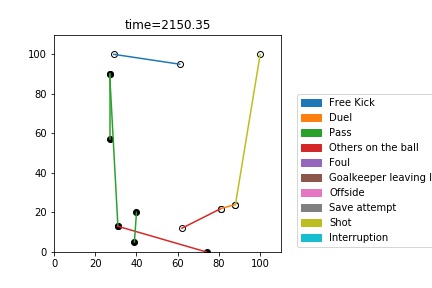 time=2150.35
100
80
60
40
20
0
0
20
40
60
80
100
Free Kick
Duel
Pass
Others on the ball
Foul
Goalkeeper leaving l
Offside
Save attempt
Shot
Interruption